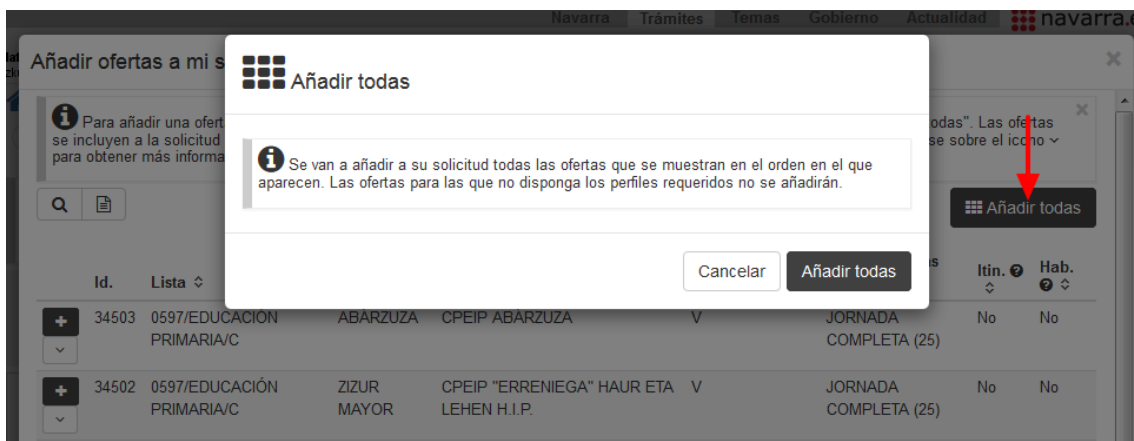 Navarra Trámites Temas Gobierno Actualidad navarra.e
Añadir ofertas a mi s
Añadir todas
Para añadir una ofert
odas". Las ofertas
se incluyen a la solicitud
se sobre el icono
para obtener más informa
Se van a añadir a su solicitud todas las ofertas que se muestran en el orden en el que
aparecen. Las ofertas para las que no disponga los perfiles requeridos no se añadirán.
Añadir todas
Cancelar Añadir todas
Id. Lista Itin. Hab.
34503 0597/EDUCACIÓN ABÁRZUZA CPEIP ABÁRZUZA V JORNADA No No
PRIMARIA/C COMPLETA (25)
34502 0597/EDUCACIÓN ZIZUR CPEIP "ERRENIEGA" HAUR ETA V JORNADA No No
PRIMARIA/C MAYOR LEHEN H.I.P. COMPLETA (25)